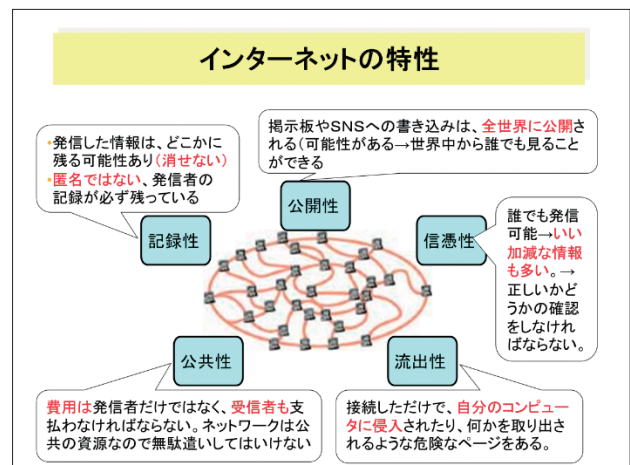 インターネットの特性
・発信した情報は、どこかに
残る可能性あり(消せない)
・匿名ではない、発信者の
記録が必ず残っている
掲示板やSNSへの書き込みは、全世界に公開さ
れる(可能性がある→世界中から誰でも見ること
ができる
記録性
公開性
信憑性
誰でも発信
可能→いい
加減な情報
も多い。→
正しいかど
うかの確認
をしなけれ
ばならない。
公共性
流出性
費用は発信者だけではなく、受信者も支
払わなければならない。ネットワークは公
共の資源なので無駄遣いしてはいけない
接続しただけで、自分のコンピュー
タに侵入されたり、何かを取り出
されるような危険なページをある。